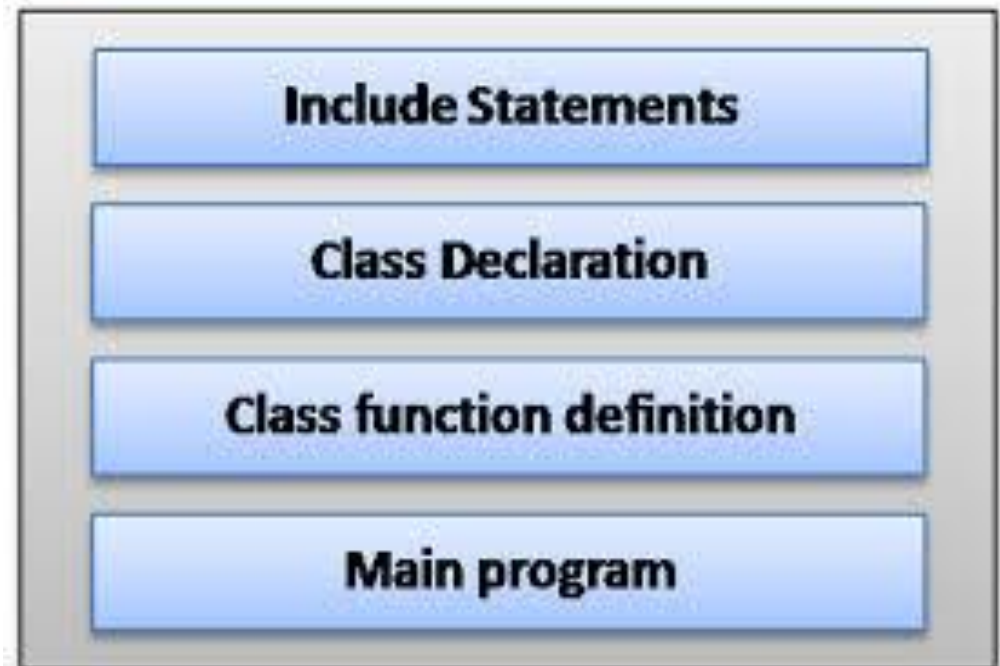 Include Statements
Class Declaration
Class function definition
Main program